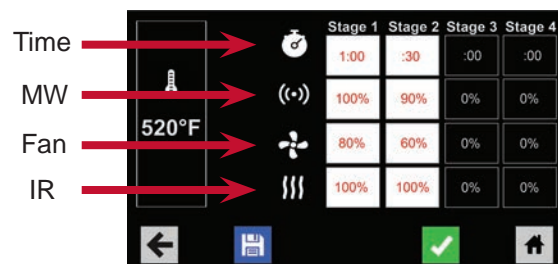 Stage 1 Stage 2 Stage 3 Stage 4
Time 1:00 :30 :00 :00
MW 100% 90% 0% 0%
520°F
Fan 80% 60% 0% 0%
IR 100% 100% 0% 0%